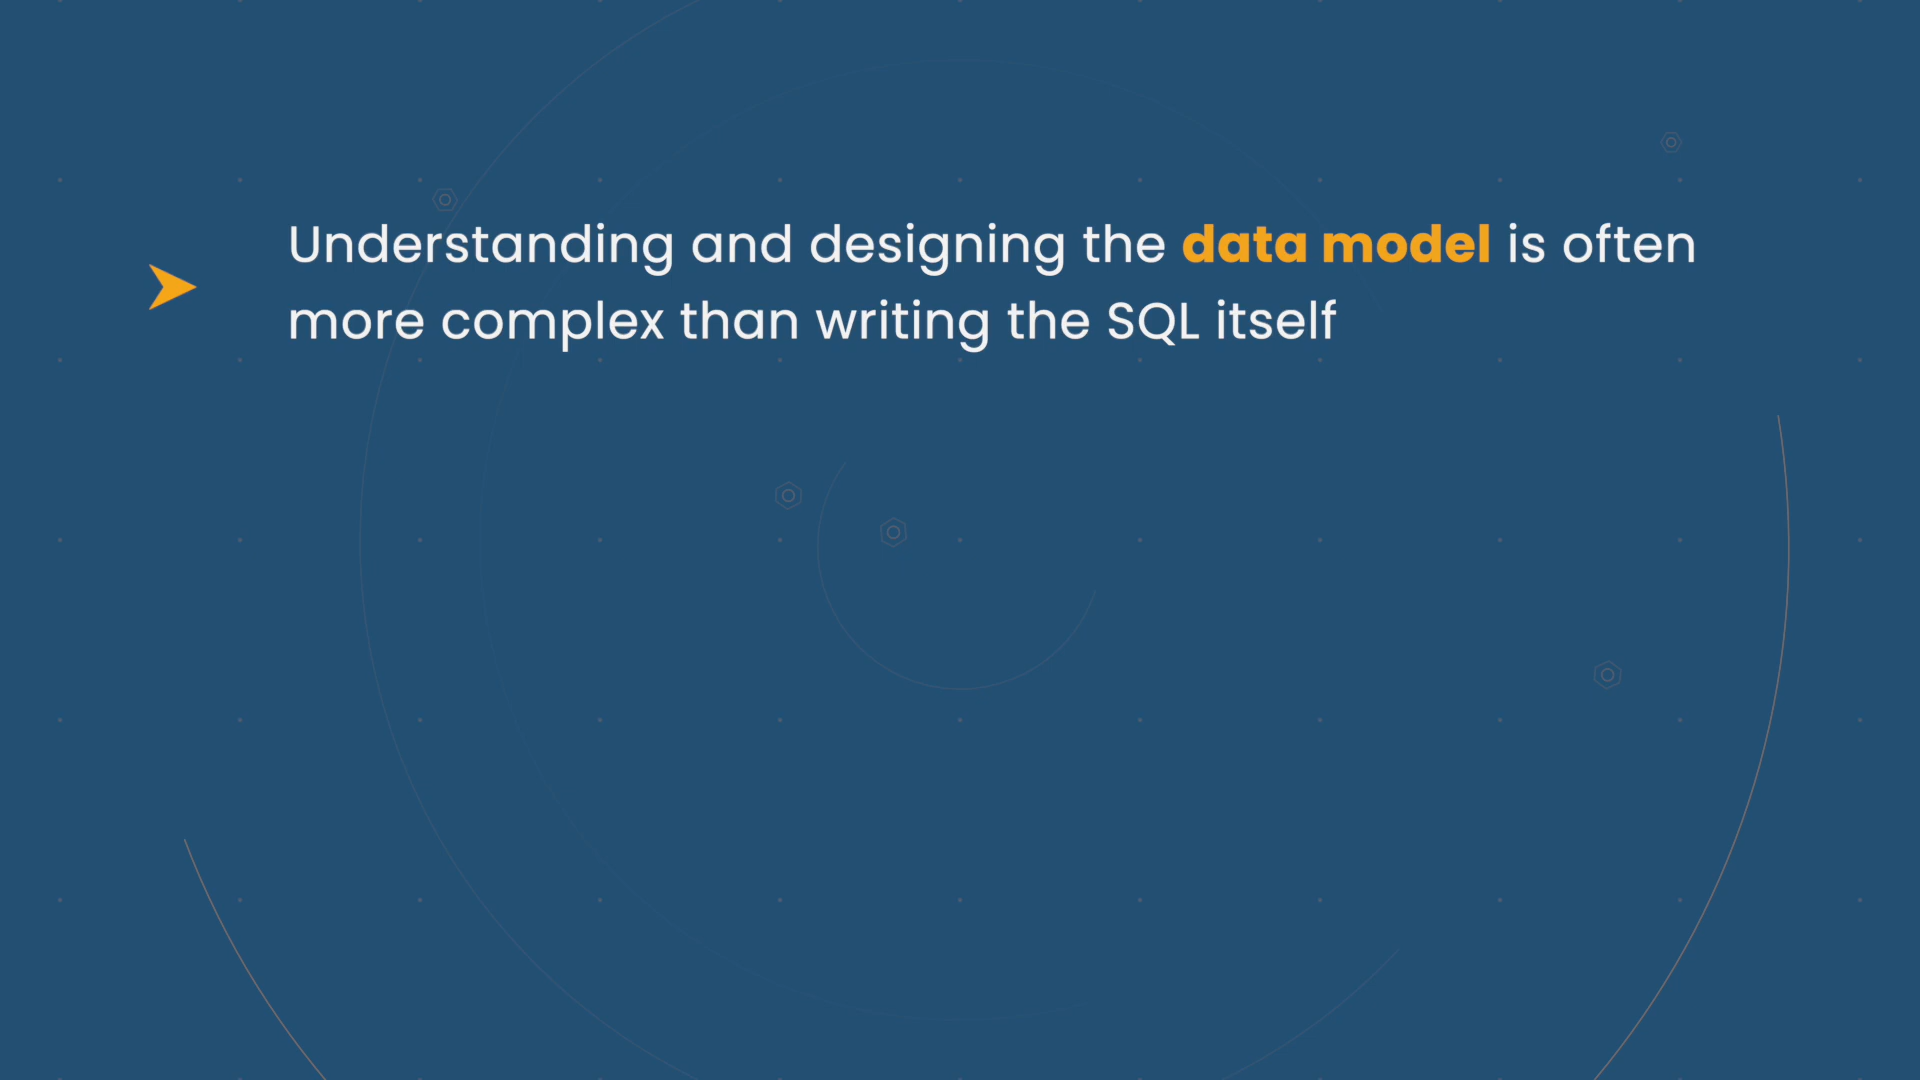 Understanding and designing the data model is often
more complex than writing the SQL itself